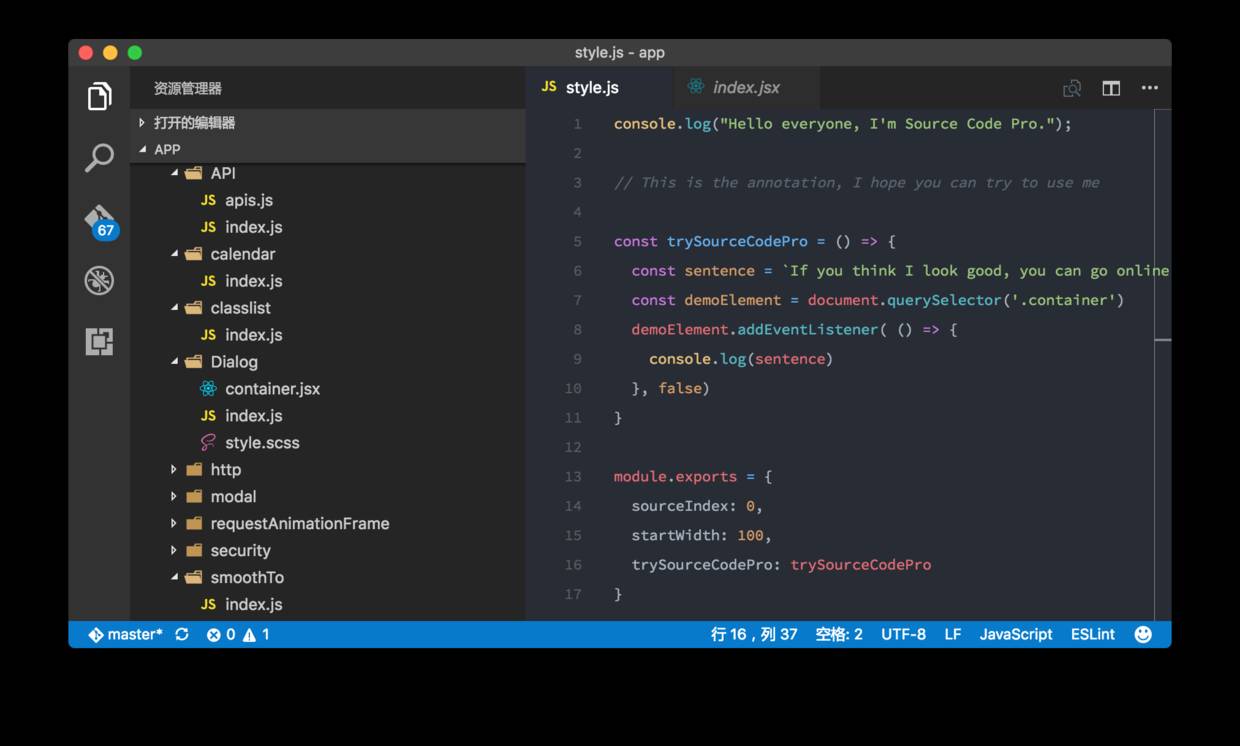 style.js - app
资源管理器
打开的编辑器
APP
API
JS apis.js
JS index.js
calendar
JS index.js
classlist
JS index.js
Dialog
container.jsx
JS index.js
style.scss
http
modal
requestAnimationFrame
security
smoothTo
JS index.js
67
JS style.js
index.jsx
1 console.log("Hello everyone, I'm Source Code Pro.");
2
3 // This is the annotation, I hope you can try to use me
4
5 const trySourceCodePro = () => {
6 const sentence = `If you think I look good, you can go online
7 const demoElement = document.querySelector('.container')
8 demoElement.addEventListener( () => {
9 console.log(sentence)
10 }, false)
11 }
12
13 module.exports = {
14 sourceIndex: 0,
15 startWidth: 100,
16 trySourceCodePro: trySourceCodePro
17 }
master* 0 1 行 16，列 37 空格: 2 UTF-8 LF JavaScript ESLint